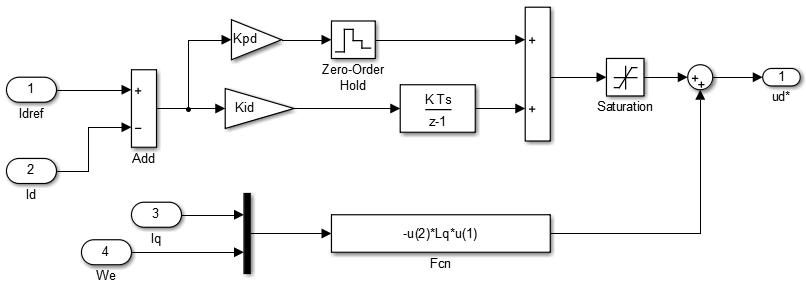 Kpd
Zero-Order
Hold
1
Idref
+
−
Add
Kid
K Ts
z-1
+
+
Saturation
+
+
1
ud*
2
Id
3
Iq
4
We
-u(2)*Lq*u(1)
Fcn